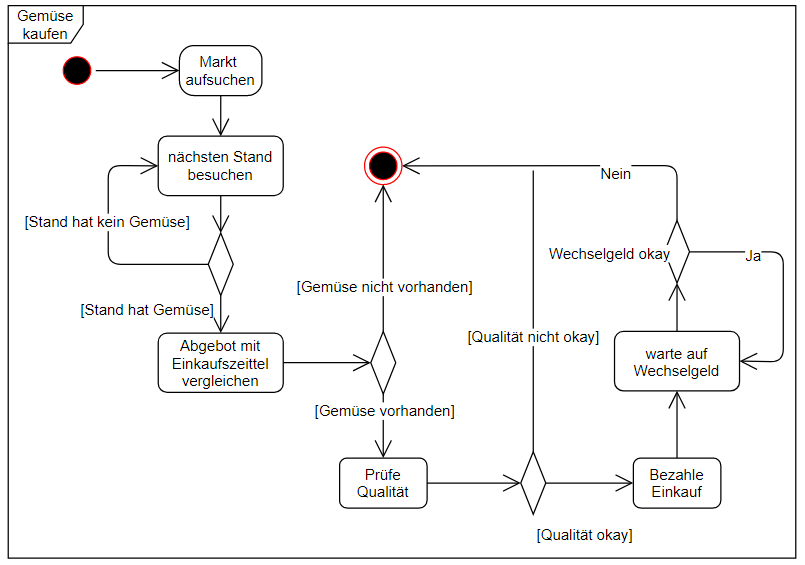 Gemüse
kaufen
Markt
aufsuchen
nächsten Stand
besuchen
[Stand hat kein Gemüse]
[Stand hat Gemüse]
Abgebot mit
Einkaufszeittel
vergleichen
[Gemüse nicht vorhanden]
[Gemüse vorhanden]
Prüfe
Qualität
[Qualität nicht okay]
[Qualität okay]
Bezahle
Einkauf
warte auf
Wechselgeld
Wechselgeld okay
Ja
Nein